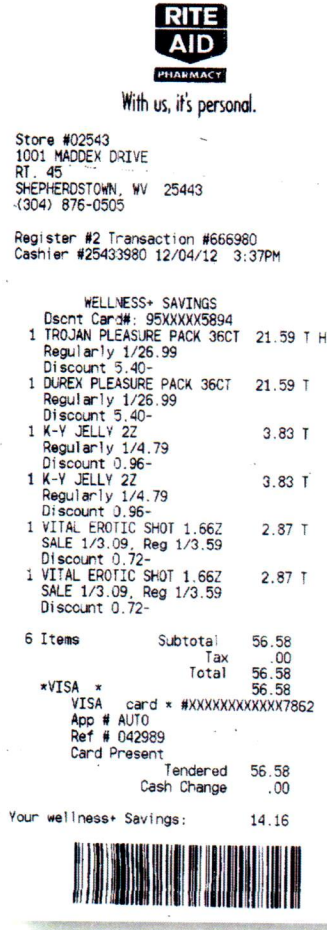 RITE
AID
PHARMACY
With us, it's personal.
Store #02543
1001 MADDEX DRIVE
RT. 45
SHEPHERDSTOWN, WV 25443
(304) 876-0505
Register #2 Transaction #666980
Cashier #25433980 12/04/12 3:37PM
WELLNESS+ SAVINGS
Dscnt Card#: 95XXXXX5894
1 TROJAN PLEASURE PACK 36CT 21.59 T H
Regularly 1/26.99
Discount 5.40-
1 DUREX PLEASURE PACK 36CT 21.59 T
Regularly 1/26.99
Discount 5.40-
1 K-Y JELLY 2Z 3.83 T
Regularly 1/4.79
Discount 0.96-
1 K-Y JELLY 2Z 3.83 T
Regularly 1/4.79
Discount 0.96-
1 VITAL EROTIC SHOT 1.66Z 2.87 T
SALE 1/3.09, Reg 1/3.59
Discount 0.72-
1 VITAL EROTIC SHOT 1.66Z 2.87 T
SALE 1/3.09, Reg 1/3.59
Discount 0.72-
6 Items Subtotal 56.58
Tax .00
Total 56.58
*VISA * 56.58
VISA card * #XXXXXXXXXXXX7862
App # AUTO
Ref # 042989
Card Present
Tendered 56.58
Cash Change .00
Your wellness+ Savings: 14.16